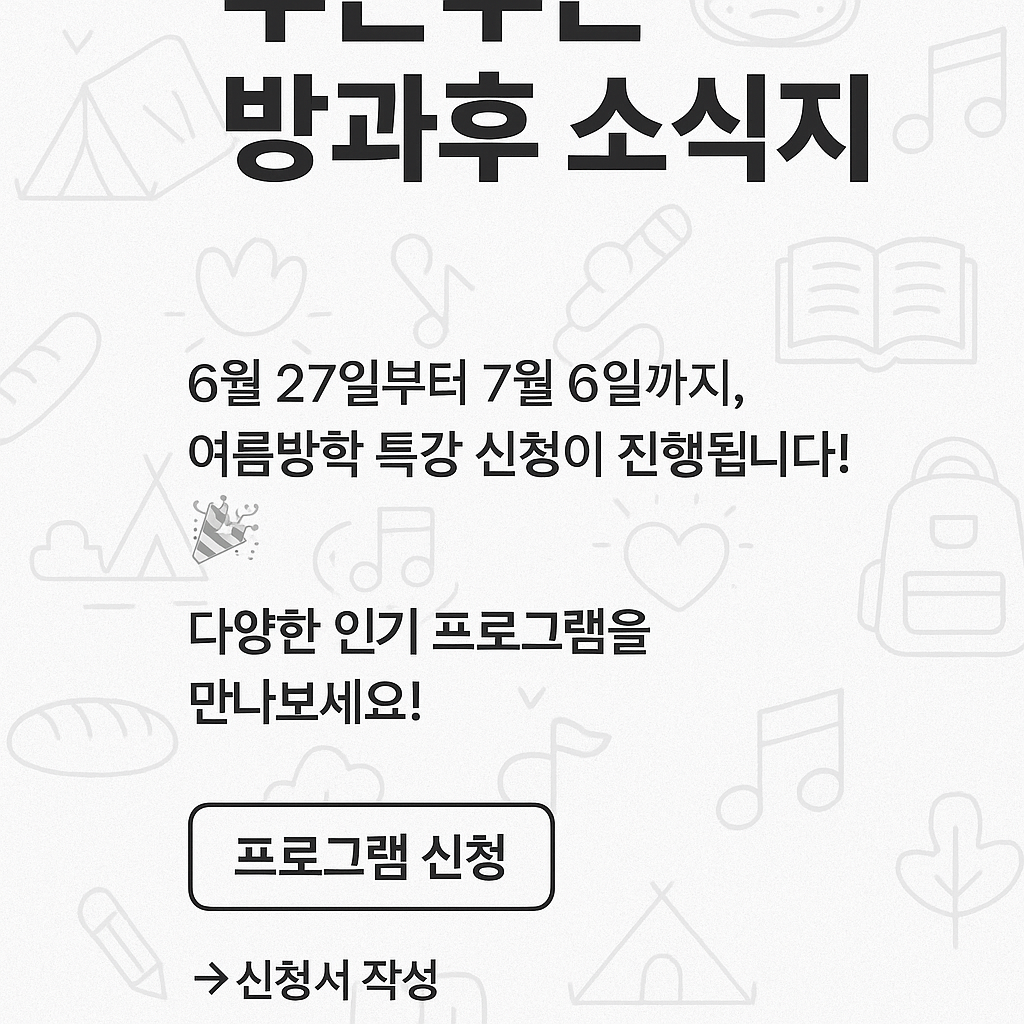 방과후 소식지
6월 27일부터 7월 6일까지,
여름방학 특강 신청이 진행됩니다!
🎉
다양한 인기 프로그램을
만나보세요!
프로그램 신청
→신청서 작성